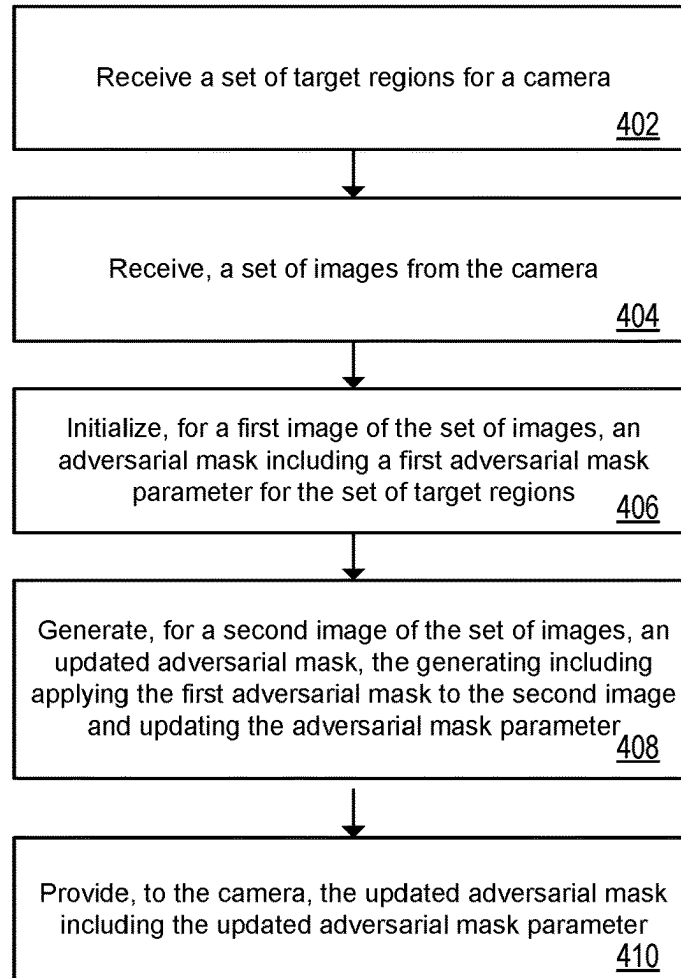 Receive a set of target regions for a camera
402
Receive, a set of images from the camera
404
Initialize, for a first image of the set of images, an
adversarial mask including a first adversarial mask
parameter for the set of target regions
406
Generate, for a second image of the set of images, an
updated adversarial mask, the generating including
applying the first adversarial mask to the second image
and updating the adversarial mask parameter
408
Provide, to the camera, the updated adversarial mask
including the updated adversarial mask parameter
410